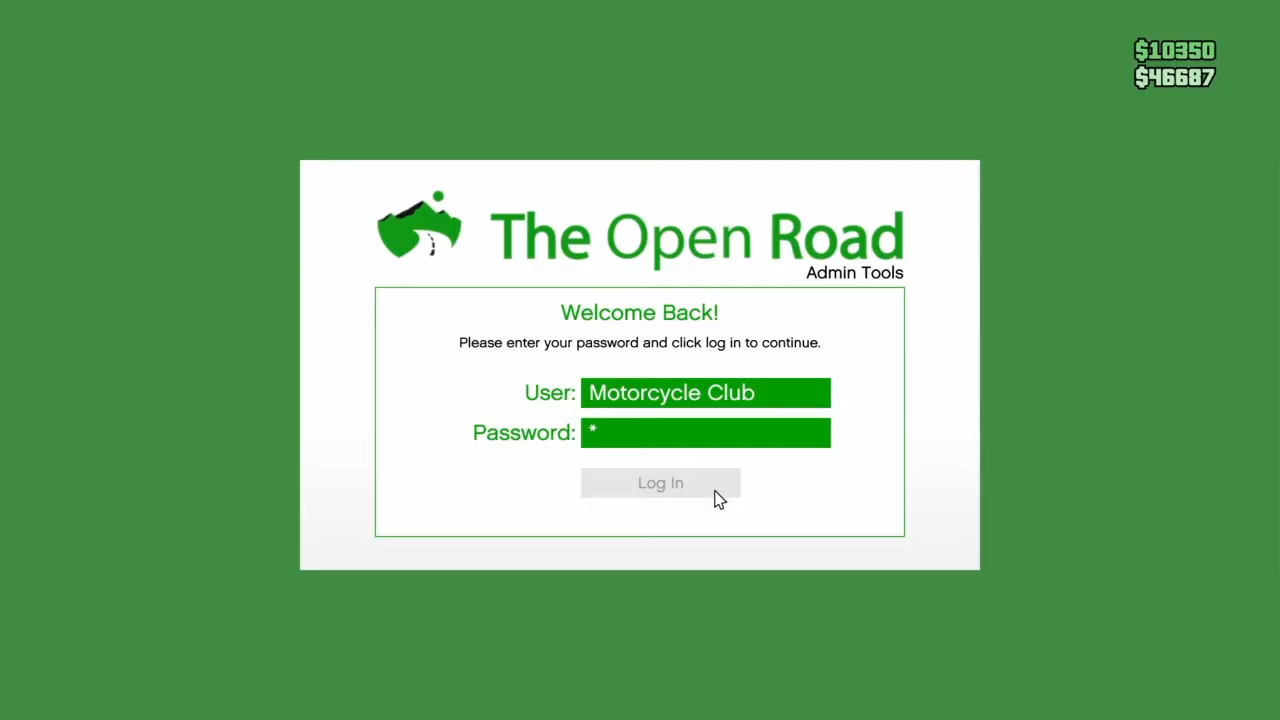 $10350
$46687
The Open Road
Admin Tools
Welcome Back!
Please enter your password and click log in to continue.
User: Motorcycle Club
Password: *
Log In